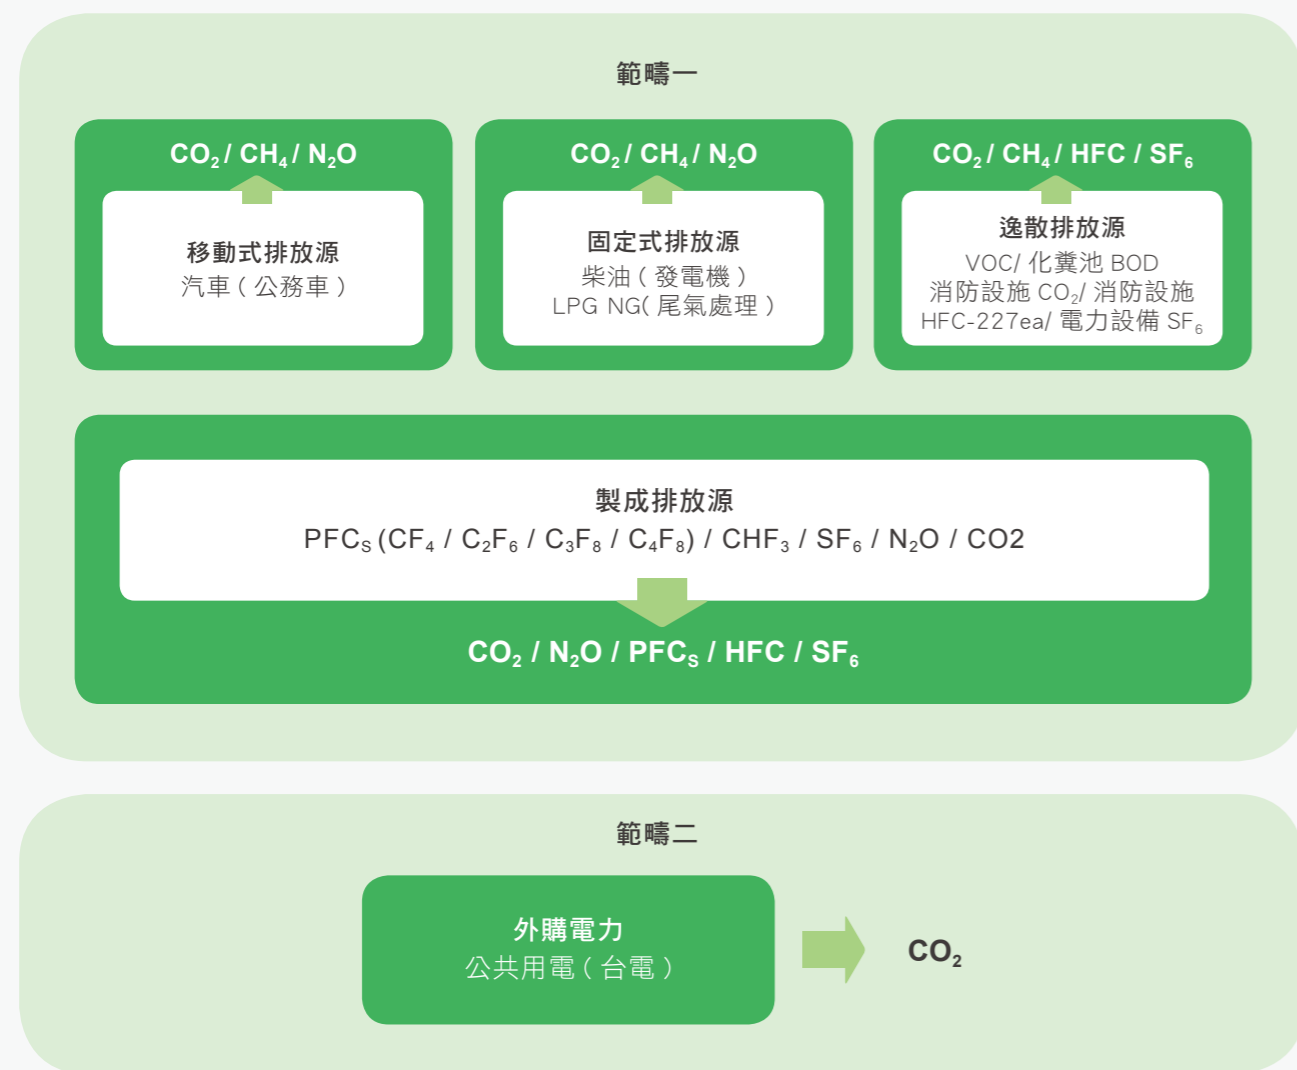 範疇一
CO₂ / CH₄ / N₂O
移動式排放源
汽車 ( 公務車 )
CO₂ / CH₄ / N₂O
固定式排放源
柴油 ( 發電機 )
LPG NG( 尾氣處理 )
CO₂ / CH₄ / HFC / SF₆
逸散排放源
VOC/ 化糞池 BOD
消防設施 CO₂/ 消防設施
HFC-227ea/ 電力設備 SF₆
製成排放源
PFCₛ (CF₄ / C₂F₆ / C₃F₈ / C₄F₈) / CHF₃ / SF₆ / N₂O / CO2
CO₂ / N₂O / PFCₛ / HFC / SF₆
範疇二
外購電力
公共用電 ( 台電 )
CO₂